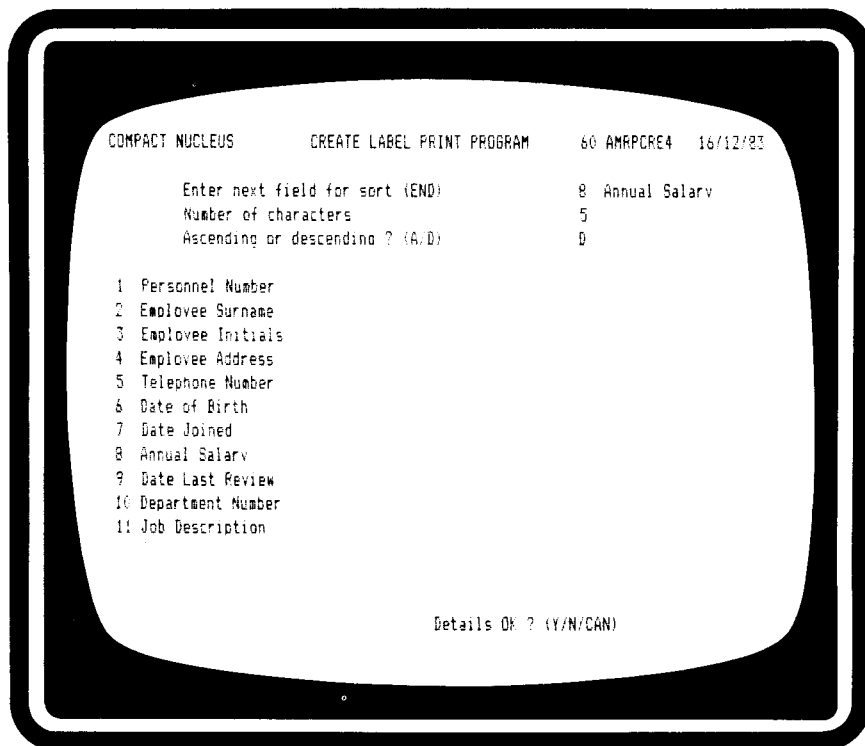 COMPACT NUCLEUS CREATE LABEL PRINT PROGRAM 60 AMRPCRE4 16/12/83
Enter next field for sort (END) 8 Annual Salary
Number of characters 5
Ascending or descending ? (A/D) D
1 Personnel Number
2 Employee Surname
3 Employee Initials
4 Employee Address
5 Telephone Number
6 Date of Birth
7 Date Joined
8 Annual Salary
9 Date Last Review
10 Department Number
11 Job Description
Details OK ? (Y/N/CAN)